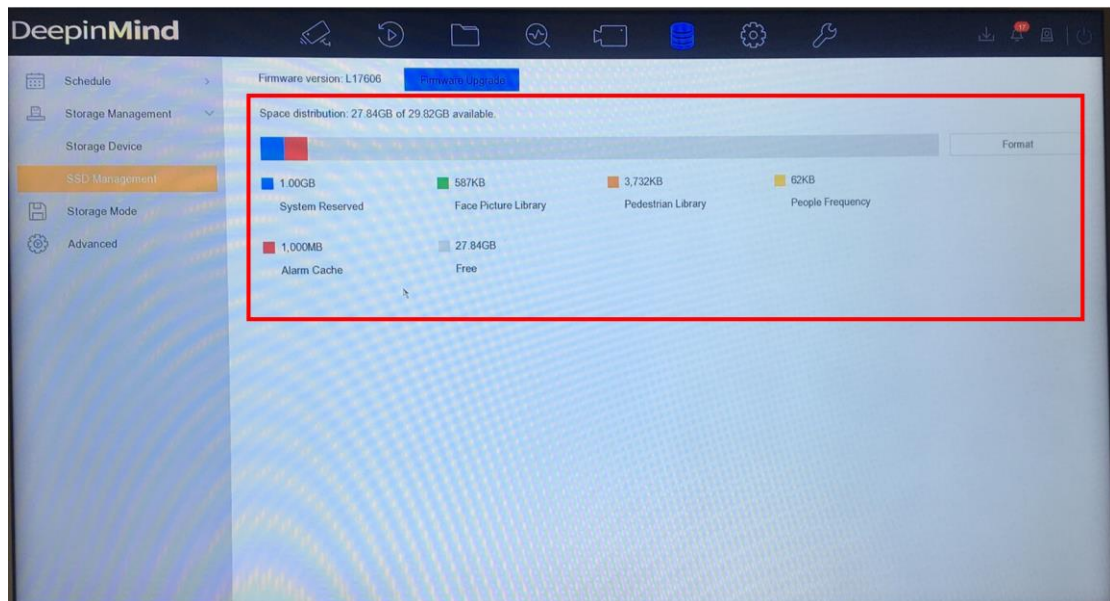 DeepinMind
17
Schedule
Storage Management
Storage Device
SSD Management
Storage Mode
Advanced
Firmware version: L17606
Firmware Upgrade
Space distribution: 27.84GB of 29.82GB available.
Format
1.00GB
System Reserved
587KB
Face Picture Library
3,732KB
Pedestrian Library
62KB
People Frequency
1,000MB
Alarm Cache
27.84GB
Free